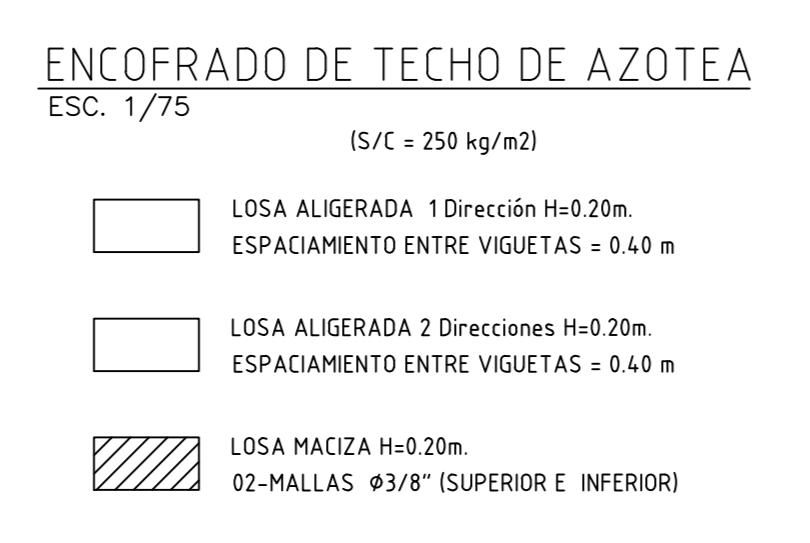 ENCOFRADO DE TECHO DE AZOTEA
ESC. 1/75
(S/C = 250 kg/m2)
LOSA ALIGERADA 1 Dirección H=0.20m.
ESPACIAMIENTO ENTRE VIGUETAS = 0.40 m
LOSA ALIGERADA 2 Direcciones H=0.20m.
ESPACIAMIENTO ENTRE VIGUETAS = 0.40 m
LOSA MACIZA H=0.20m.
02-MALLAS Ø3/8" (SUPERIOR E INFERIOR)